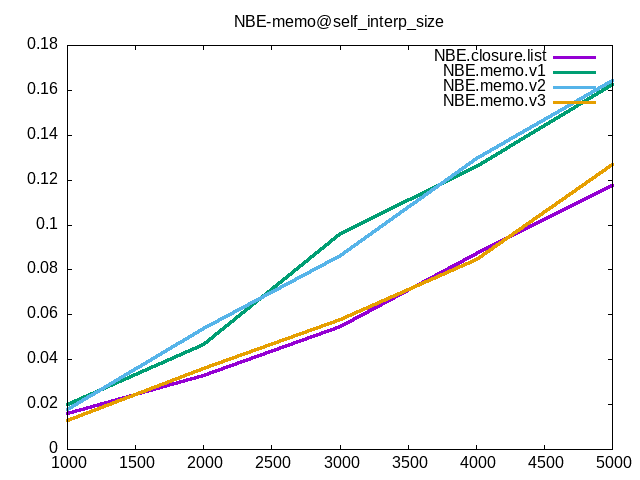 NBE-memo@self_interp_size
0.18
NBE.closure.list
NBE.memo.v1
NBE.memo.v2
NBE.memo.v3
0.16
0.14
0.12
0.1
0.08
0.06
0.04
0.02
0
1000 1500 2000 2500 3000 3500 4000 4500 5000